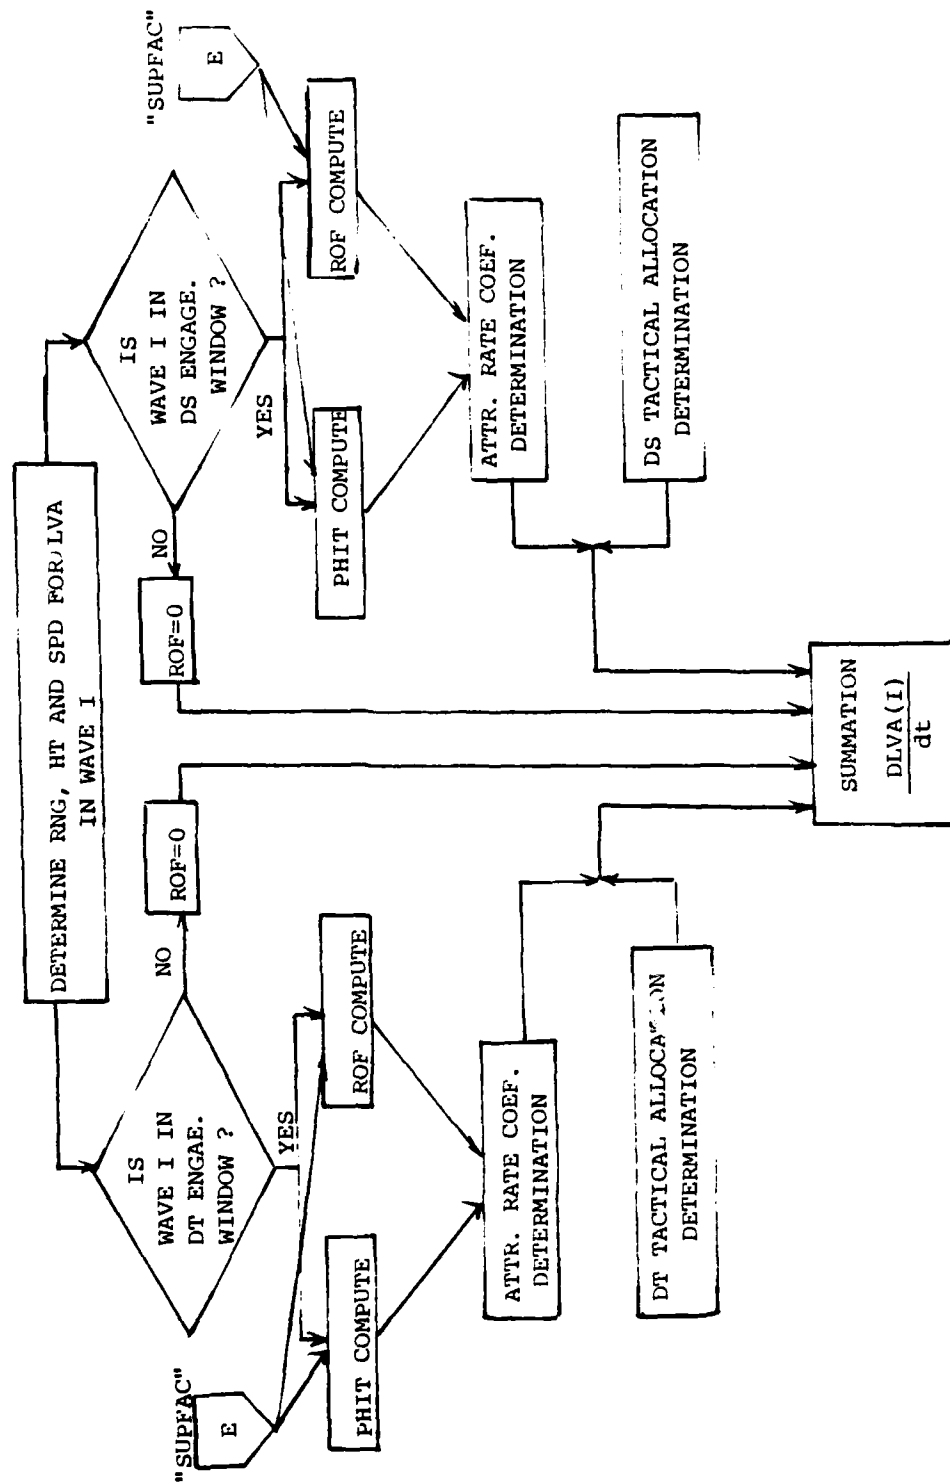 DETERMINE RNG, HT AND SPD FOR LVA
IN WAVE I
IS
WAVE I IN
DT ENGAE.
WINDOW ?
NO
ROF=0
YES
"SUPFAC"
E
PHIT COMPUTE
ROF COMPUTE
ATTR. RATE COEF.
DETERMINATION
DT TACTICAL ALLOCATION
DETERMINATION
IS
WAVE I IN
DS ENGAGE.
WINDOW ?
NO
ROF=0
YES
"SUPFAC"
E
PHIT COMPUTE
ROF COMPUTE
ATTR. RATE COEF.
DETERMINATION
DS TACTICAL ALLOCATION
DETERMINATION
SUMMATION
DLVA(I)
dt